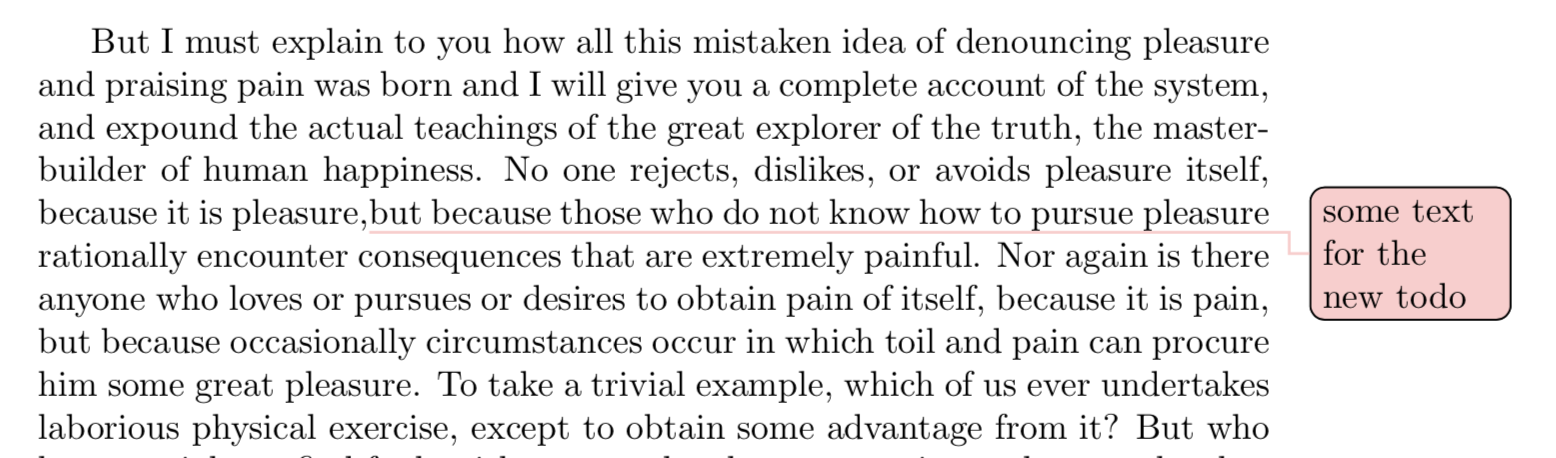 But I must explain to you how all this mistaken idea of denouncing pleasure
and praising pain was born and I will give you a complete account of the system,
and expound the actual teachings of the great explorer of the truth, the master-
builder of human happiness. No one rejects, dislikes, or avoids pleasure itself,
because it is pleasure,but because those who do not know how to pursue pleasure
rationally encounter consequences that are extremely painful. Nor again is there
anyone who loves or pursues or desires to obtain pain of itself, because it is pain,
but because occasionally circumstances occur in which toil and pain can procure
him some great pleasure. To take a trivial example, which of us ever undertakes
laborious physical exercise, except to obtain some advantage from it? But who
some text
for the
new todo